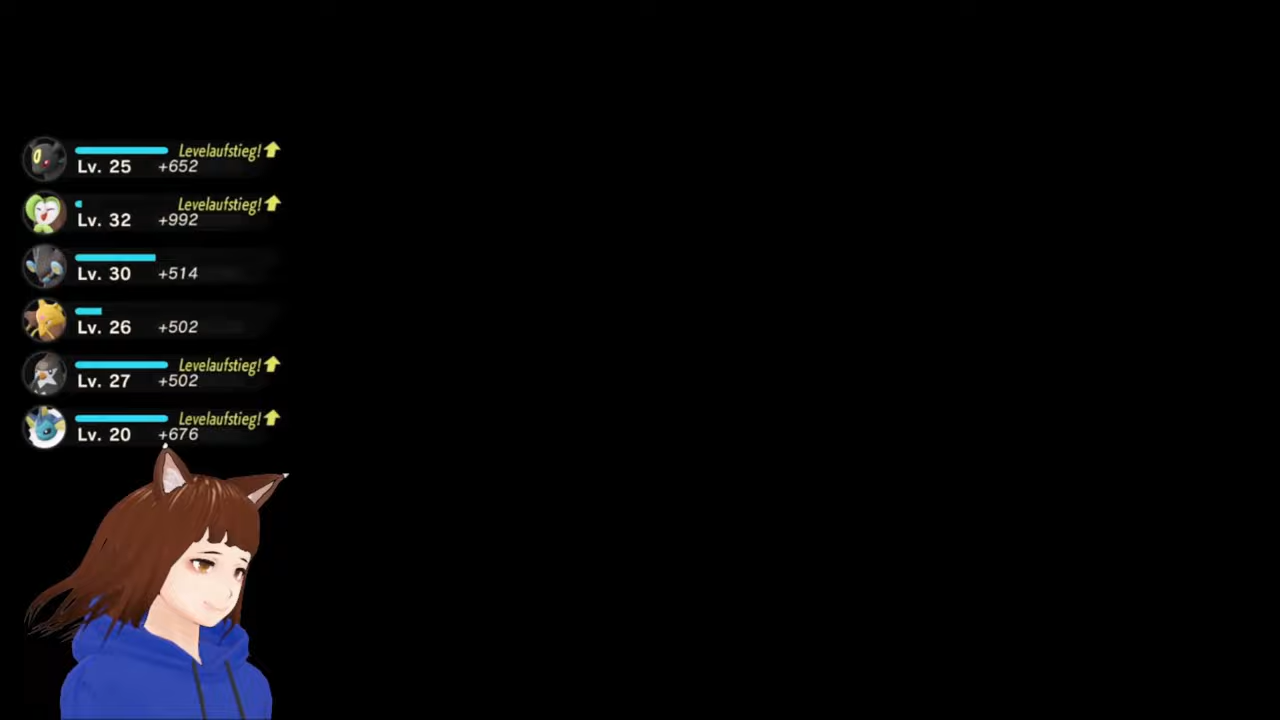 Levelaufstieg!
Lv. 25 +652
Levelaufstieg!
Lv. 32 +992
Lv. 30 +514
Lv. 26 +502
Levelaufstieg!
Lv. 27 +502
Levelaufstieg!
Lv. 20 +676